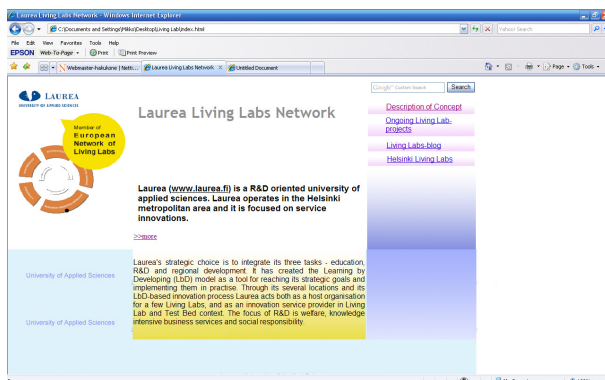 Laurea Living Labs Network - Windows Internet Explorer
C:\Documents and Settings\Mikko\Desktop\Living Lab\index.html
Yahoo! Search
File Edit View Favorites Tools Help
EPSON Web-To-Page Print Print Preview
Webmaster-hakukone | Netti... Laurea Living Labs Network Untitled Document
Page Tools
Google™ Custom Search Search
LAUREA
UNIVERSITY OF APPLIED SCIENCES
Member of
European
Network of
Living Labs
Laurea Living Labs Network
Description of Concept
Ongoing Living Lab-
projects
Living Labs-blog
Helsinki Living Labs
Laurea (www.laurea.fi) is a R&D oriented university of
applied sciences. Laurea operates in the Helsinki
metropolitan area and it is focused on service
innovations.
>>more
University of Applied Sciences
University of Applied Sciences
Laurea's strategic choice is to integrate its three tasks - education,
R&D and regional development. It has created the Learning by
Developing (LbD) model as a tool for reaching its strategic goals and
implementing them in practise. Through its several locations and its
LbD-based innovation process Laurea acts both as a host organisation
for a few Living Labs, and as an innovation service provider in Living
Lab and Test Bed context. The focus of R&D is welfare, knowledge
intensive business services and social responsibility.